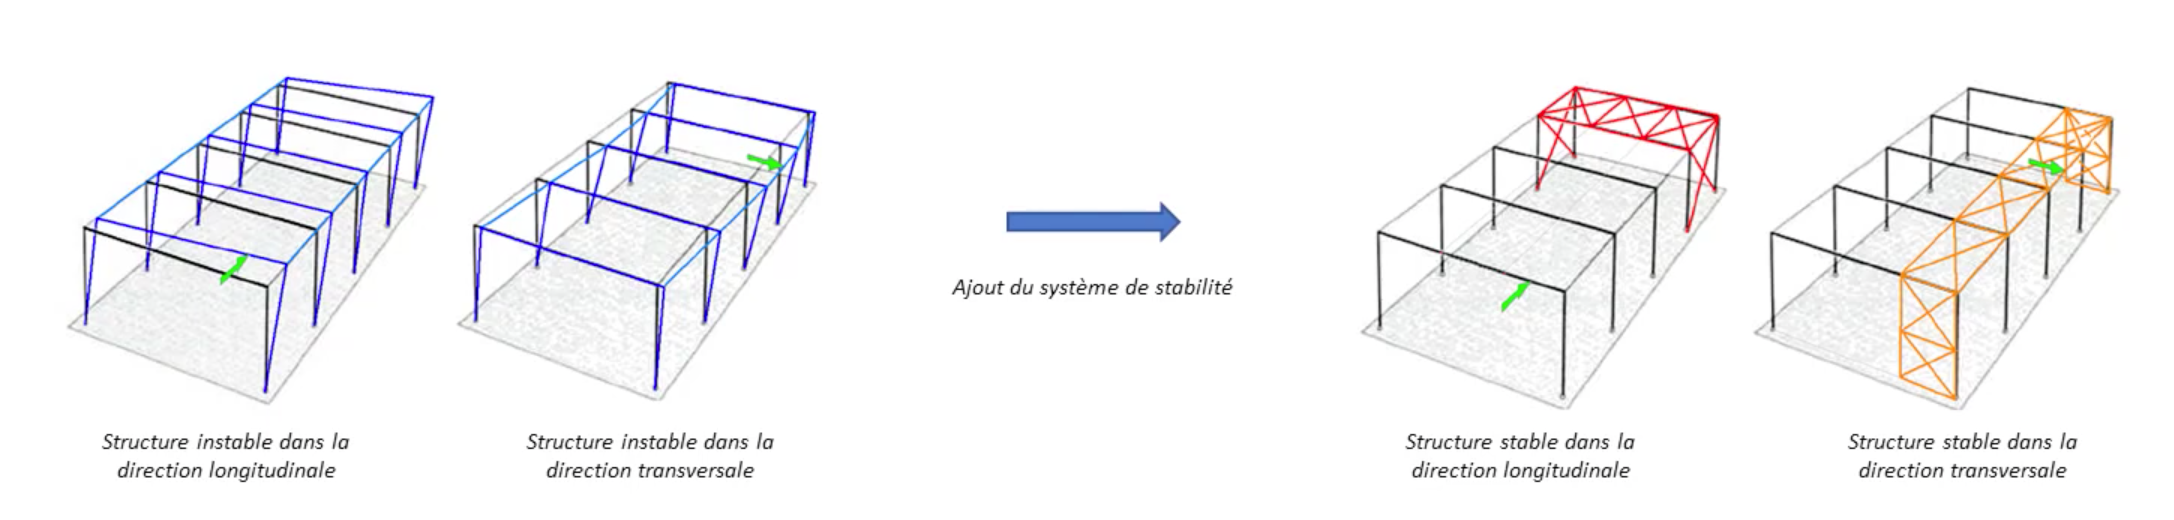 Ajout du système de stabilité
Structure instable dans la
direction longitudinale
Structure instable dans la
direction transversale
Structure stable dans la
direction longitudinale
Structure stable dans la
direction transversale